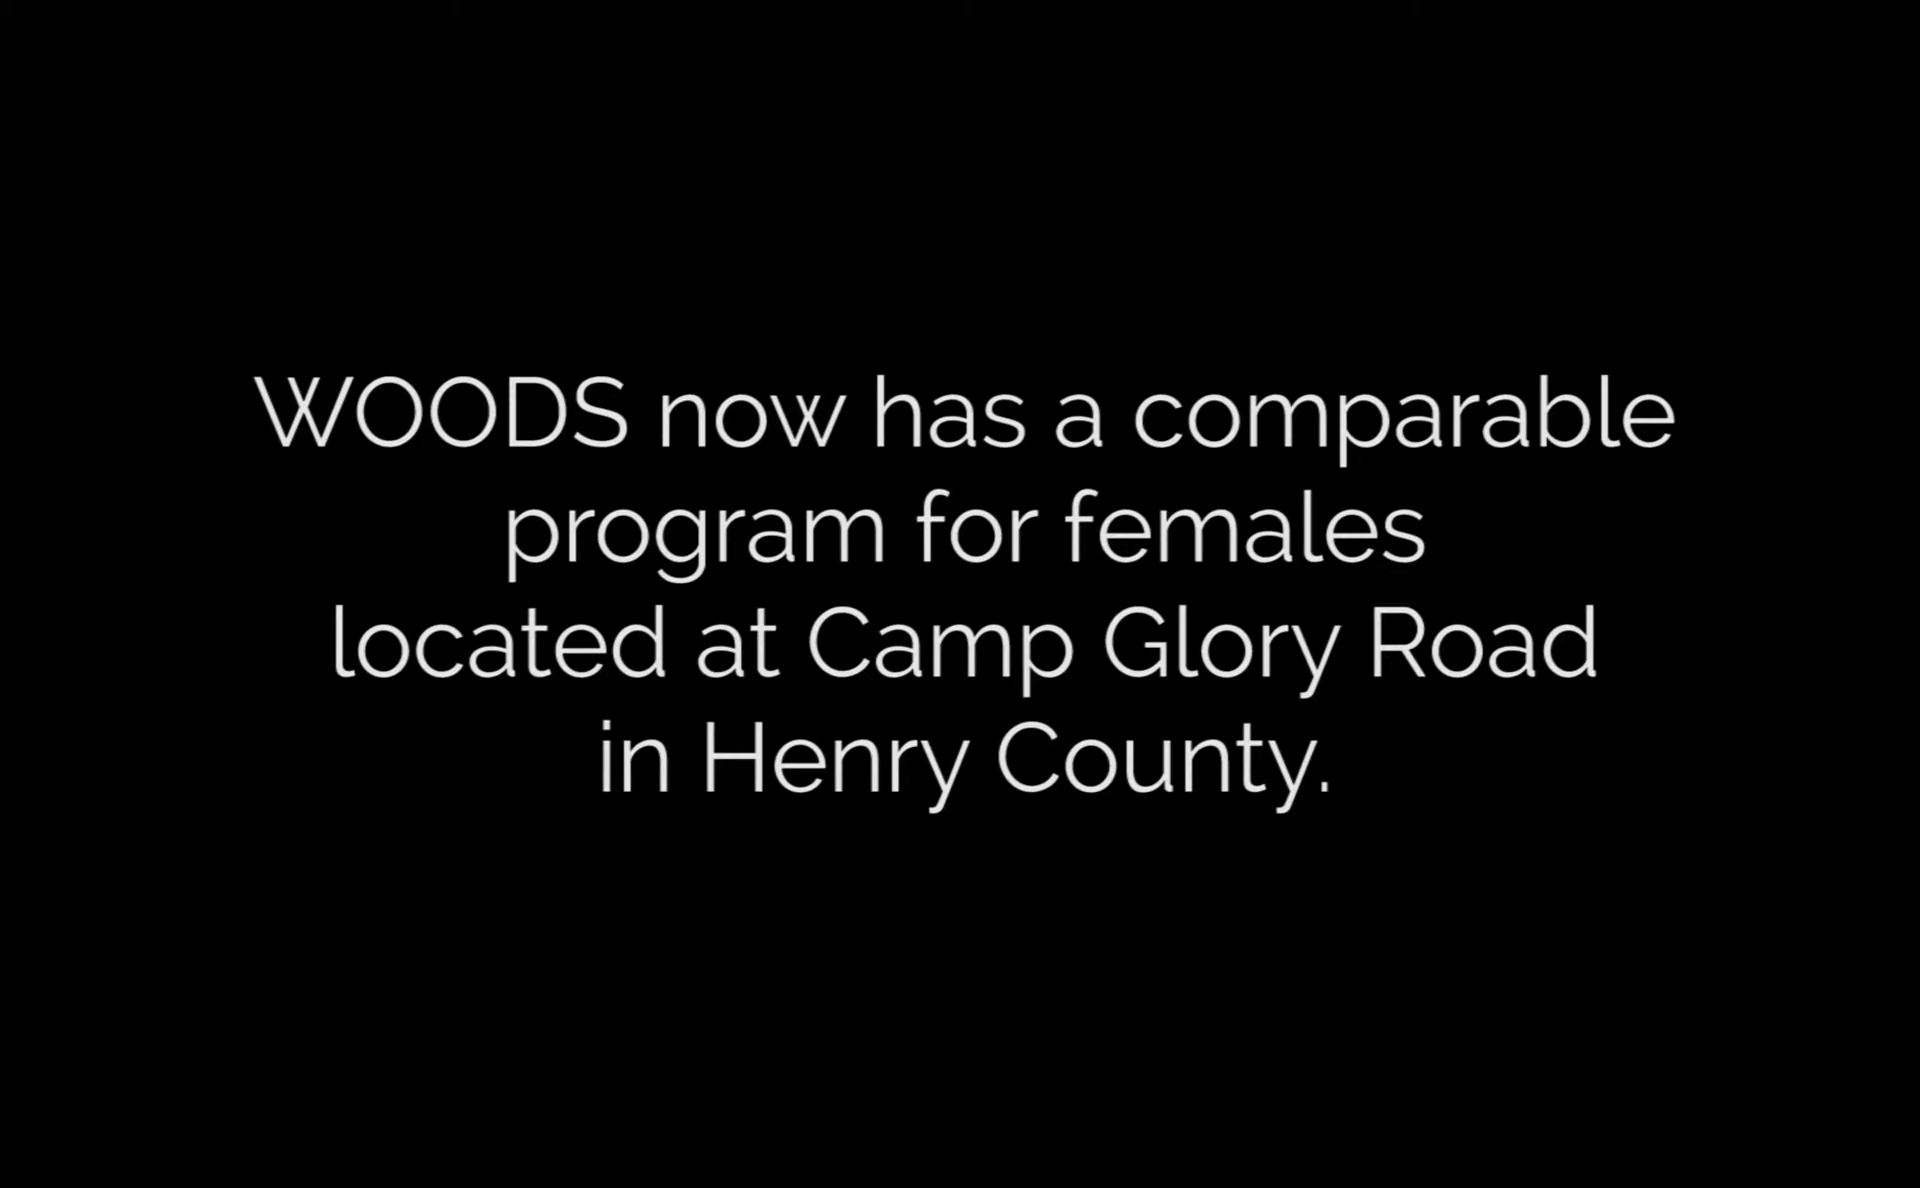 WOODS now has a comparable
program for females
located at Camp Glory Road
in Henry County.